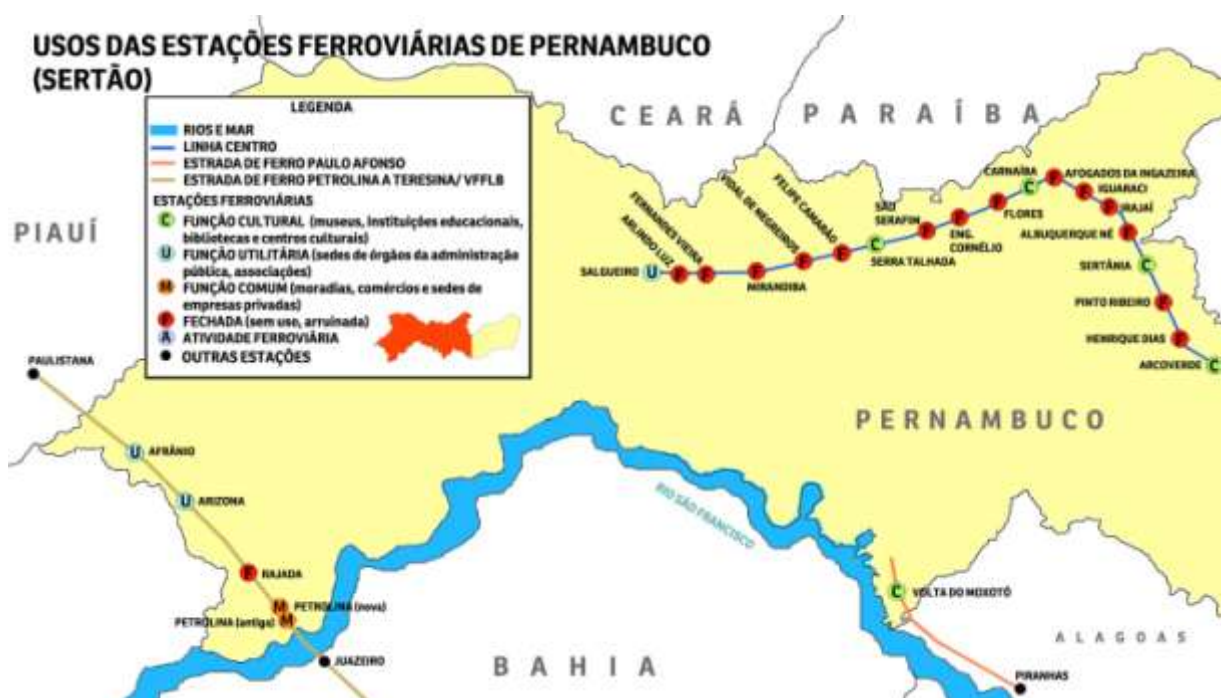 USOS DAS ESTAÇÕES FERROVIÁRIAS DE PERNAMBUCO
(SERTÃO)
LEGENDA
RIOS E MAR
LINHA CENTRO
ESTRADA DE FERRO PAULO AFONSO
ESTRADA DE FERRO PETROLINA A TERESINA/ VFFLB
ESTAÇÕES FERROVIÁRIAS
C FUNÇÃO CULTURAL (museus, instituições educacionais,
bibliotecas e centros culturais)
U FUNÇÃO UTILITÁRIA (sedes de órgãos da administração
pública, associações)
M FUNÇÃO COMUM (moradias, comércios e sedes de
empresas privadas)
F FECHADA (sem uso, arruinada)
A ATIVIDADE FERROVIÁRIA
OUTRAS ESTAÇÕES
CEARÁ
PARAÍBA
PIAUÍ
CARNAÍBA
C
F AFOGADOS DA INGAZEIRA
F IGUARACI
F IRAJAÍ
F FLORES
ALBUQUERQUE NÉ F
SÃO
SERAFIN F
F ENG.
CORNÉLIO
FELIPE CAMARÃO F
VIDAL DE NEGREIROS F
FERNANDES VIEIRA F
ARLINDO LUZ F
C SERRA TALHADA
SERTÂNIA C
SALGUEIRO U
F MIRANDIBA
PINTO RIBEIRO F
HENRIQUE DIAS F
ARCOVERDE C
PAULISTANA
PERNAMBUCO
U AFRÂNIO
U ARIZONA
RIO SÃO FRANCISCO
F RAJADA
C VOLTA DO MOXOTÓ
M PETROLINA (nova)
PETROLINA (antiga) M
ALAGOAS
JUAZEIRO
BAHIA
PIRANHAS